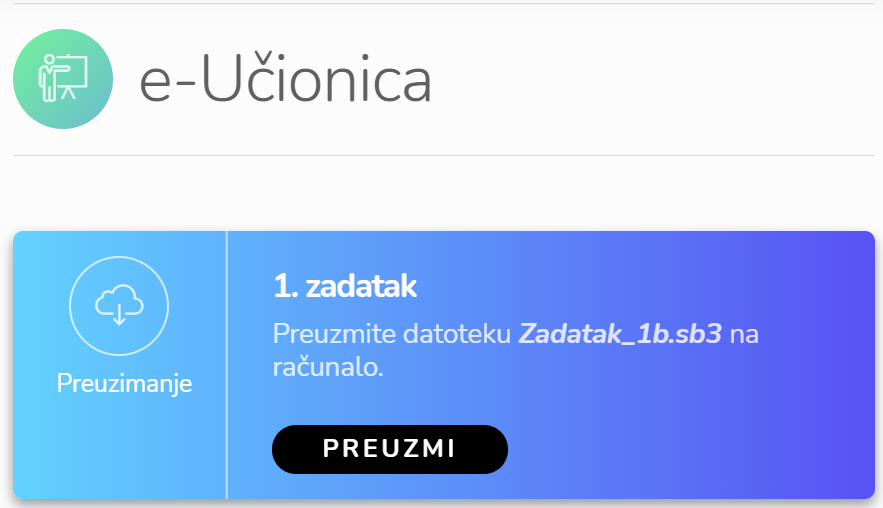 e-Učionica
Preuzimanje
1. zadatak
Preuzmite datoteku Zadatak_1b.sb3 na
računalo.
PREUZMI